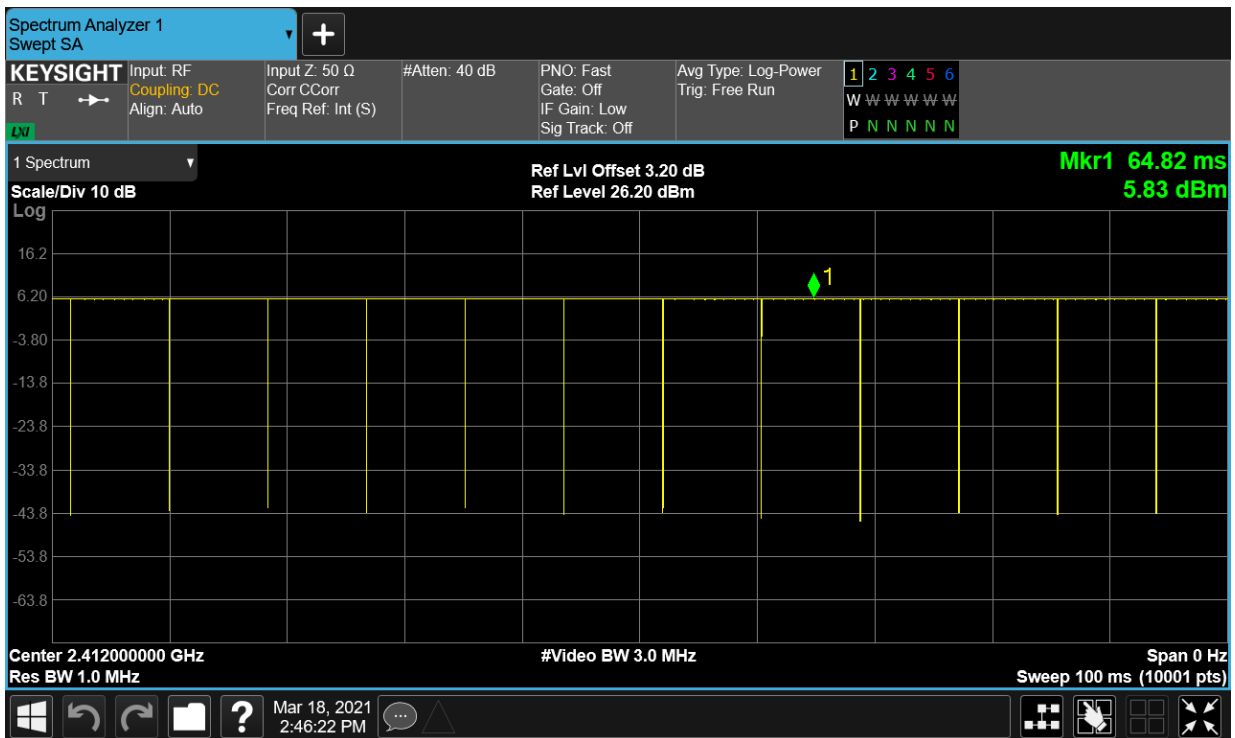 Spectrum Analyzer 1
Swept SA
+
KEYSIGHT
R T
LXI
Input: RF
Coupling: DC
Align: Auto
Input Z: 50 Ω
Corr CCorr
Freq Ref: Int (S)
#Atten: 40 dB
PNO: Fast
Gate: Off
IF Gain: Low
Sig Track: Off
Avg Type: Log-Power
Trig: Free Run
1 2 3 4 5 6
W W W W W W
P N N N N N
1 Spectrum
Scale/Div 10 dB
Ref Lvl Offset 3.20 dB
Ref Level 26.20 dBm
Mkr1 64.82 ms
5.83 dBm
Log
16.2
6.20
-3.80
-13.8
-23.8
-33.8
-43.8
-53.8
-63.8
1
Center 2.412000000 GHz
Res BW 1.0 MHz
#Video BW 3.0 MHz
Span 0 Hz
Sweep 100 ms (10001 pts)
?
Mar 18, 2021
2:46:22 PM